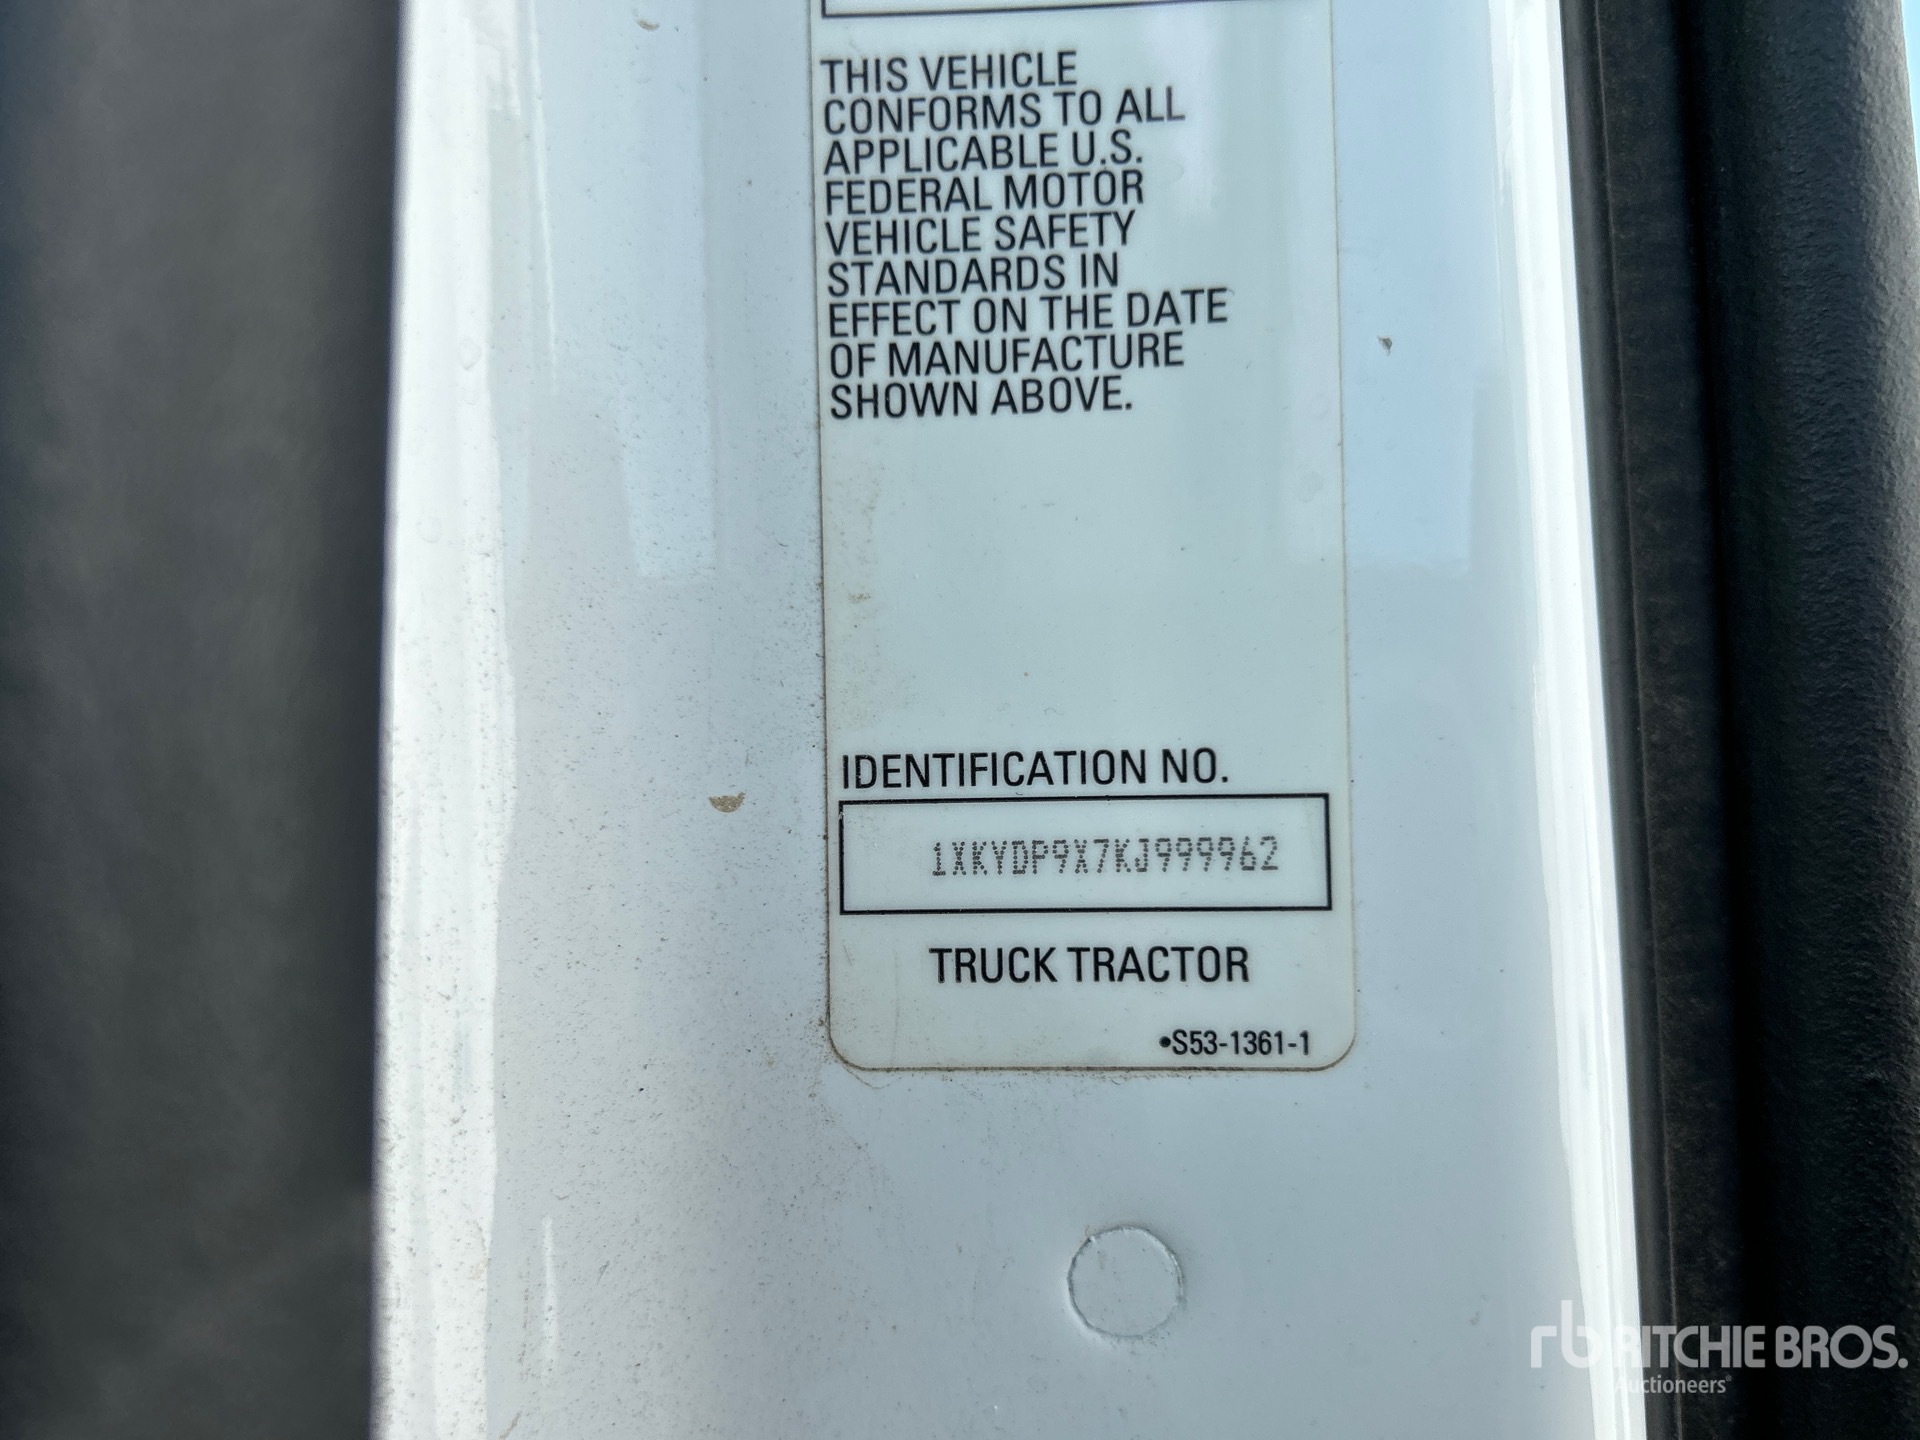 THIS VEHICLE
CONFORMS TO ALL
APPLICABLE U.S.
FEDERAL MOTOR
VEHICLE SAFETY
STANDARDS IN
EFFECT ON THE DATE
OF MANUFACTURE
SHOWN ABOVE.
IDENTIFICATION NO.
1XKYDP9X7KJ999962
TRUCK TRACTOR
•S53-1361-1
rb RITCHIE BROS.
Auctioneers®